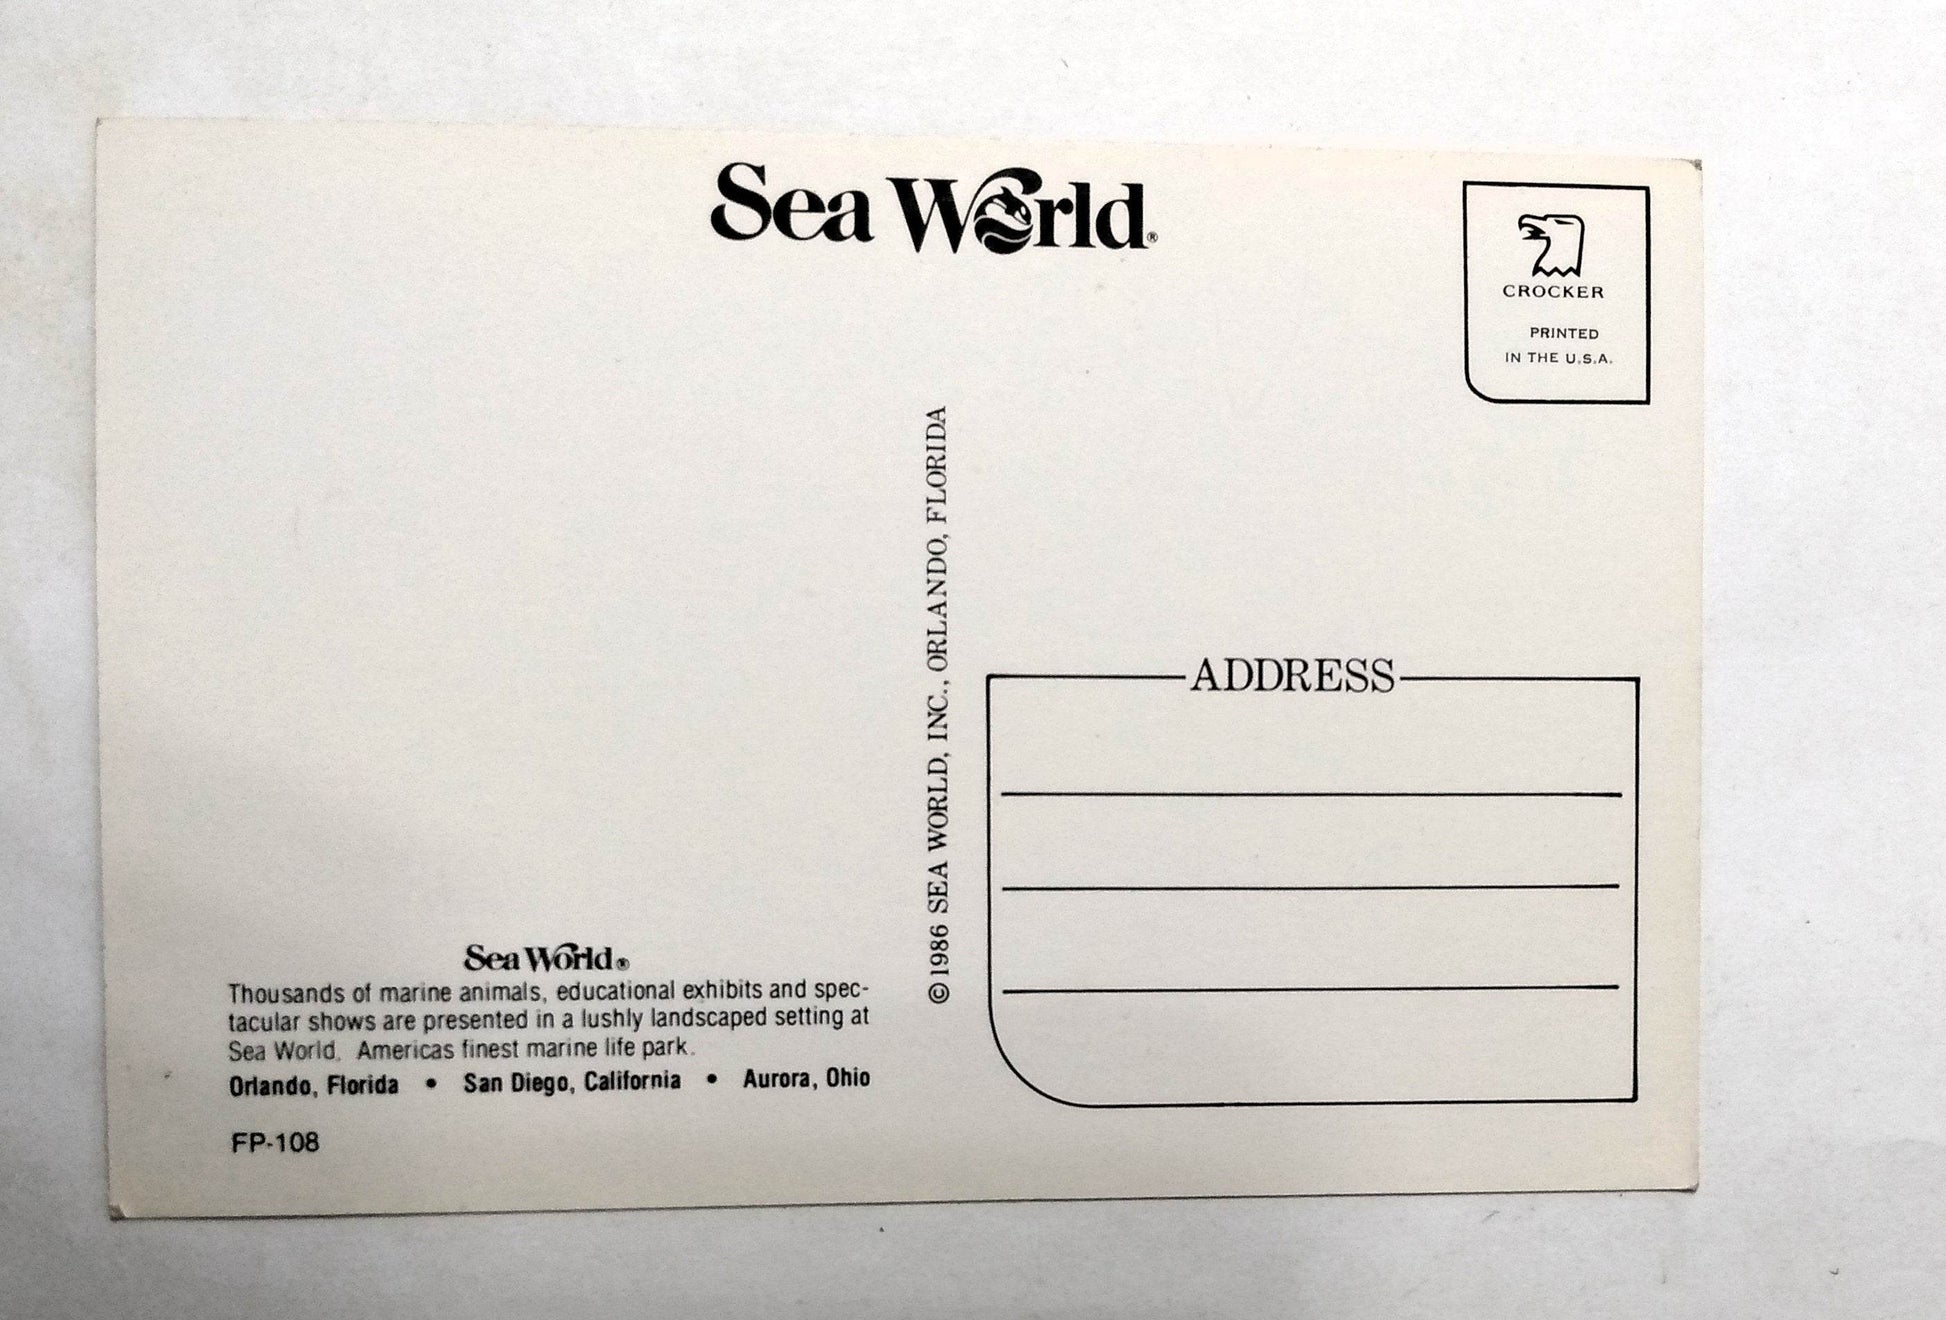 Sea World®
CROCKER
PRINTED
IN THE U.S.A.
© 1986 SEA WORLD, INC., ORLANDO, FLORIDA
ADDRESS
Sea World®
Thousands of marine animals, educational exhibits and spec-
tacular shows are presented in a lushly landscaped setting at
Sea World. Americas finest marine life park.
Orlando, Florida • San Diego, California • Aurora, Ohio
FP-108